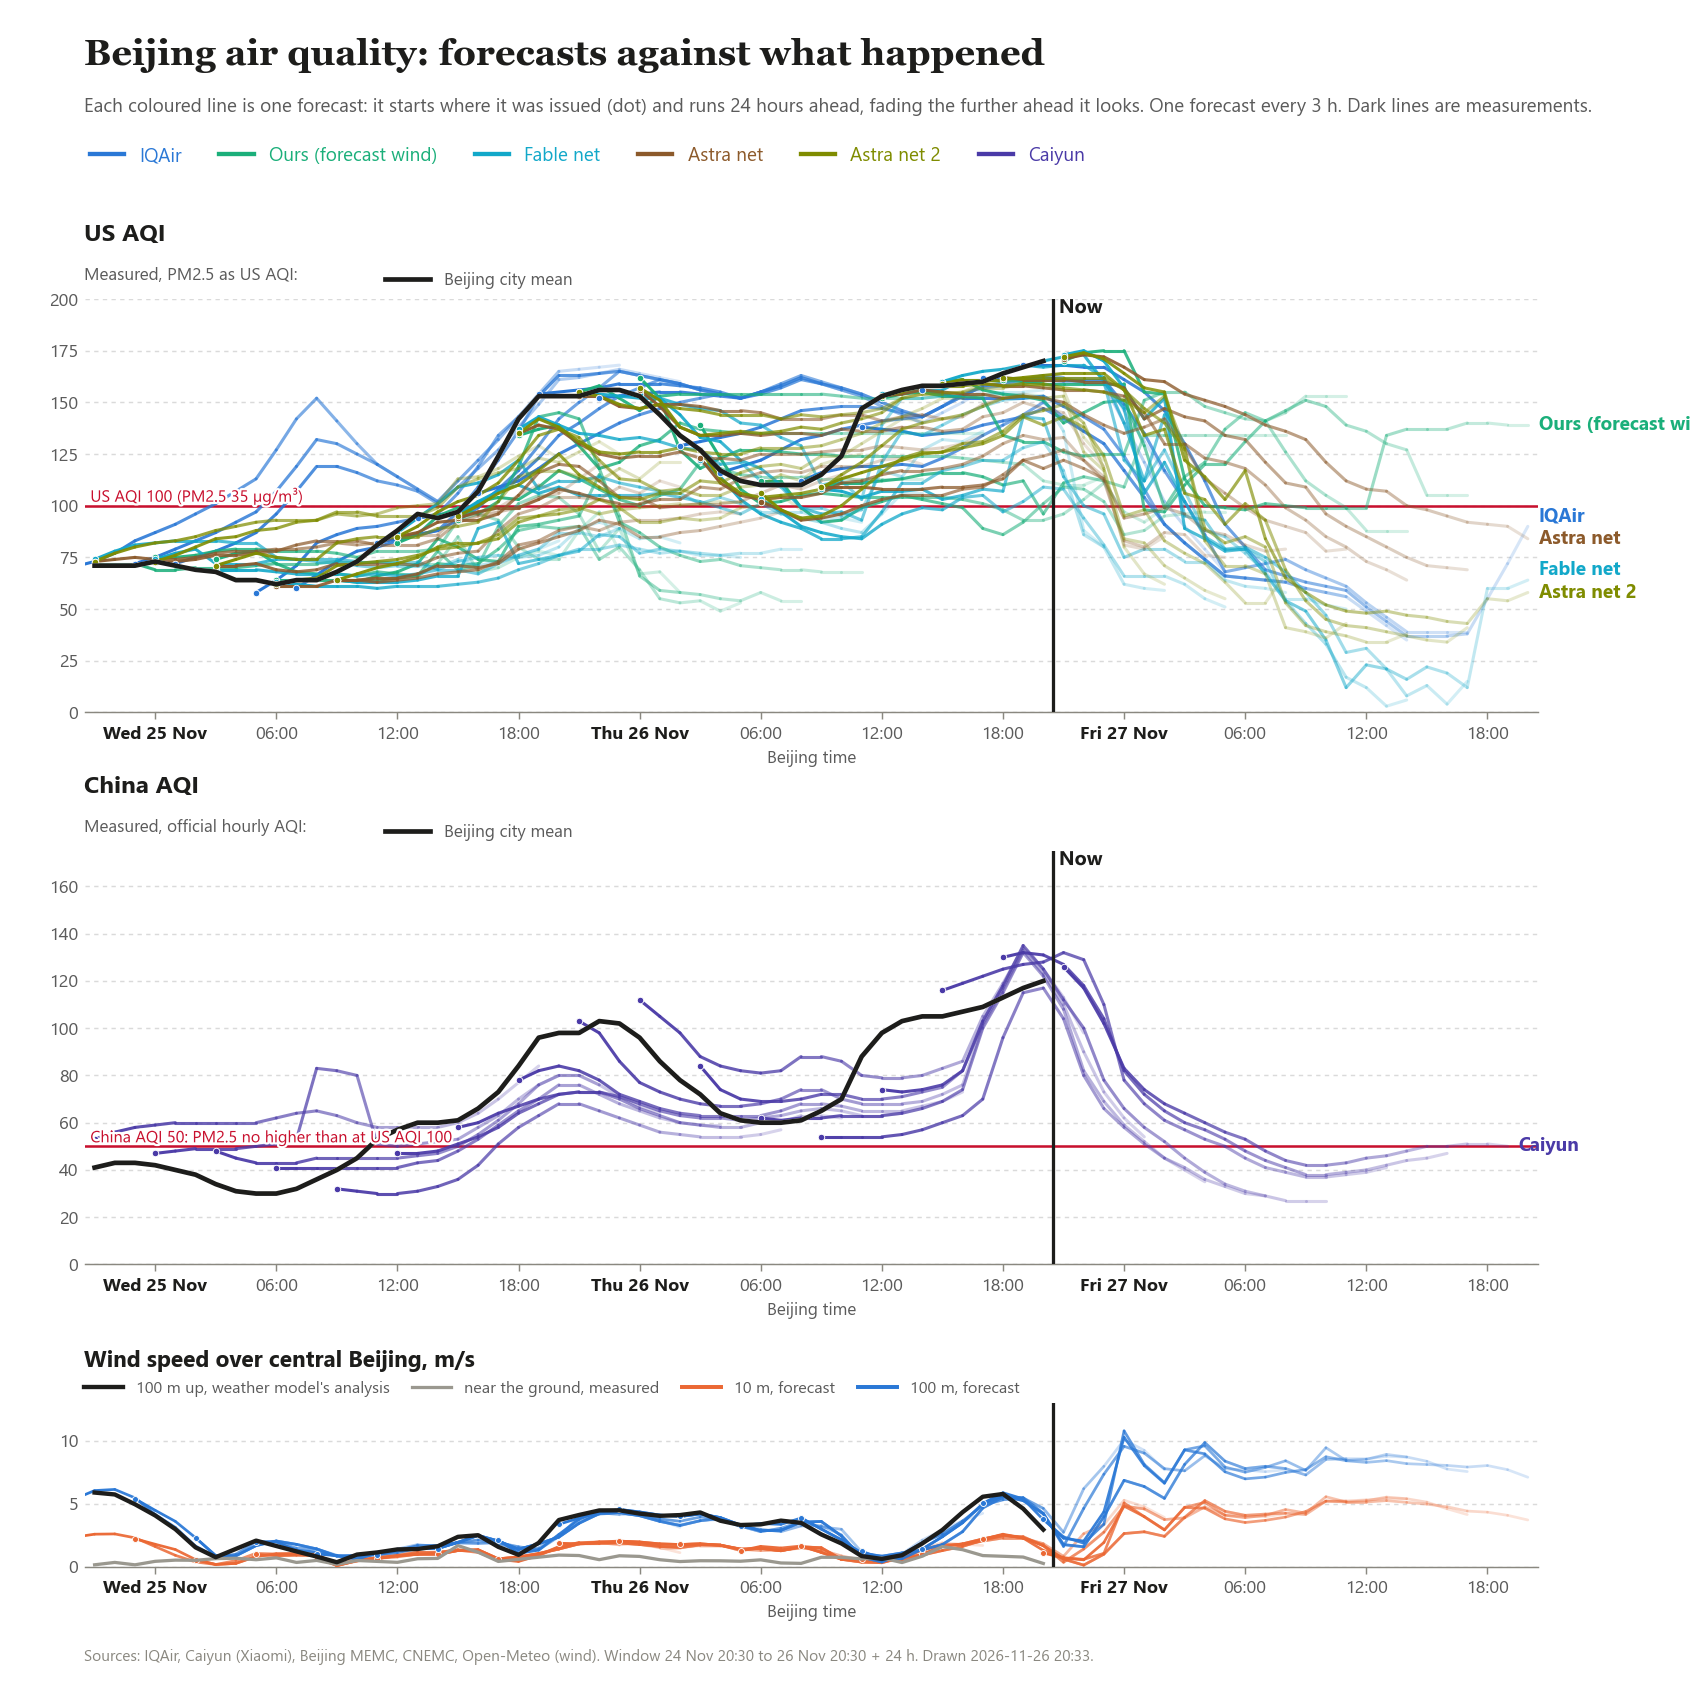 Beijing air quality: forecasts against what happened
Each coloured line is one forecast: it starts where it was issued (dot) and runs 24 hours ahead, fading the further ahead it looks. One forecast every 3 h. Dark lines are measurements.
IQAir Ours (forecast wind) Fable net Astra net Astra net 2 Caiyun
US AQI
Measured, PM2.5 as US AQI: Beijing city mean
200
Now
175
150
125
Ours (forecast wi
US AQI 100 (PM2.5 35 µg/m³)
100
IQAir
Astra net
75
Fable net
Astra net 2
50
25
0
Wed 25 Nov 06:00 12:00 18:00 Thu 26 Nov 06:00 12:00 18:00 Fri 27 Nov 06:00 12:00 18:00
Beijing time
China AQI
Measured, official hourly AQI: Beijing city mean
Now
160
140
120
100
80
60
China AQI 50: PM2.5 no higher than at US AQI 100
Caiyun
40
20
0
Wed 25 Nov 06:00 12:00 18:00 Thu 26 Nov 06:00 12:00 18:00 Fri 27 Nov 06:00 12:00 18:00
Beijing time
Wind speed over central Beijing, m/s
100 m up, weather model's analysis near the ground, measured 10 m, forecast 100 m, forecast
10
5
0
Wed 25 Nov 06:00 12:00 18:00 Thu 26 Nov 06:00 12:00 18:00 Fri 27 Nov 06:00 12:00 18:00
Beijing time
Sources: IQAir, Caiyun (Xiaomi), Beijing MEMC, CNEMC, Open-Meteo (wind). Window 24 Nov 20:30 to 26 Nov 20:30 + 24 h. Drawn 2026-11-26 20:33.